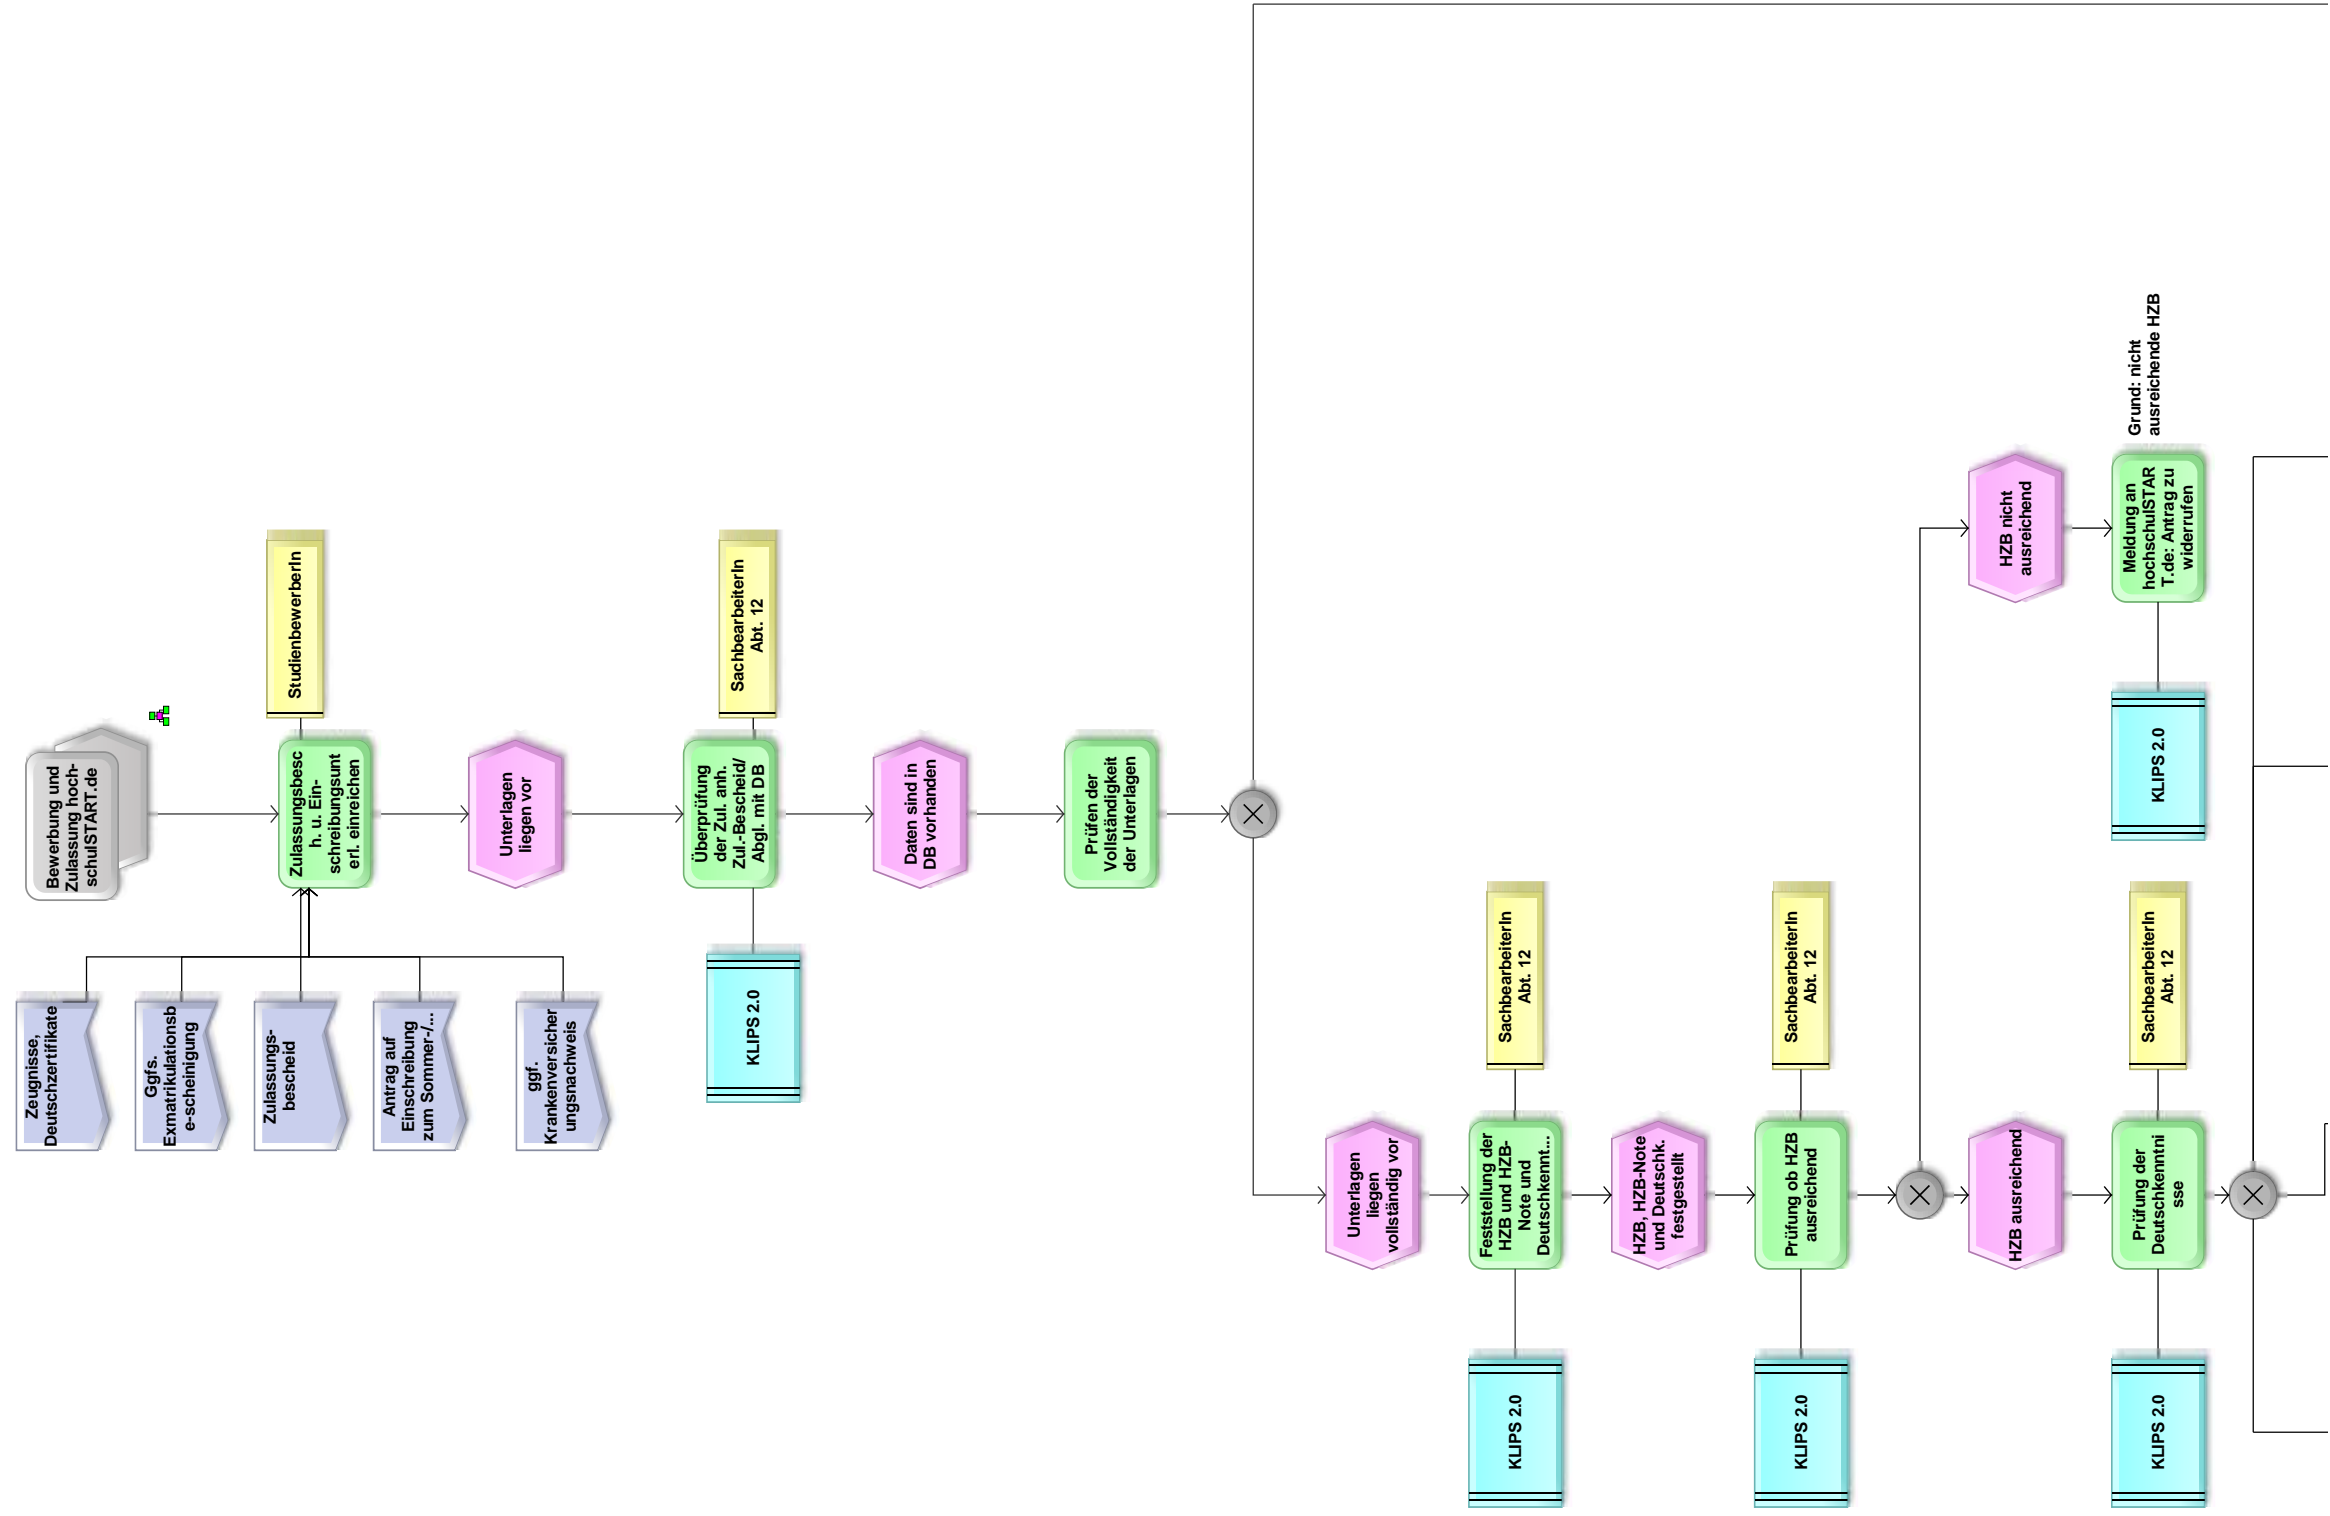 Bewerbung und
Zulassung hoch-
schulSTART.de
Zeugnisse,
Deutschzertifikate
Ggfs.
Exmatrikulationsb
e-scheinigung
Zulassungs-
bescheid
Antrag auf
Einschreibung
zum Sommer-/...
ggf.
Krankenversicher
ungsnachweis
StudienbewerberIn
Zulassungsbesc
h. u. Ein-
schreibungsunt
erl. einreichen
Unterlagen
liegen vor
SachbearbeiterIn
Abt. 12
Überprüfung
der Zul. anh.
Zul.-Bescheid/
Abgl. mit DB
KLIPS 2.0
Daten sind in
DB vorhanden
Prüfen der
Vollständigkeit
der Unterlagen
Unterlagen
liegen
vollständig vor
SachbearbeiterIn
Abt. 12
Feststellung der
HZB und HZB-
Note und
Deutschkennt...
KLIPS 2.0
HZB, HZB-Note
und Deutschk.
festgestellt
SachbearbeiterIn
Abt. 12
Prüfung ob HZB
ausreichend
KLIPS 2.0
HZB nicht
ausreichend
Grund: nicht
ausreichende HZB
Meldung an
hochschulSTAR
T.de: Antrag zu
widerrufen
KLIPS 2.0
HZB ausreichend
SachbearbeiterIn
Abt. 12
Prüfung der
Deutschkenntni
sse
KLIPS 2.0